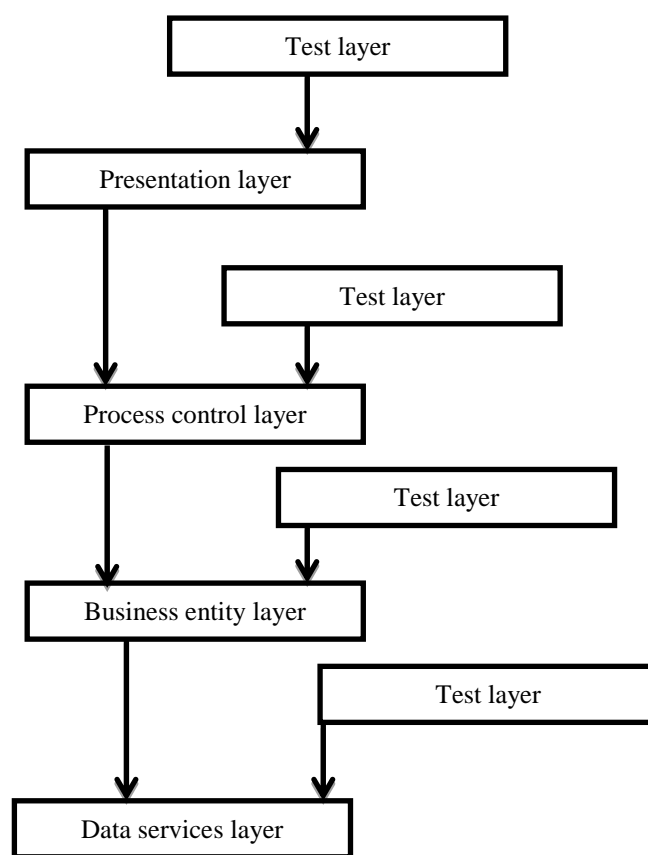 Test layer
Presentation layer
Test layer
Process control layer
Test layer
Business entity layer
Test layer
Data services layer